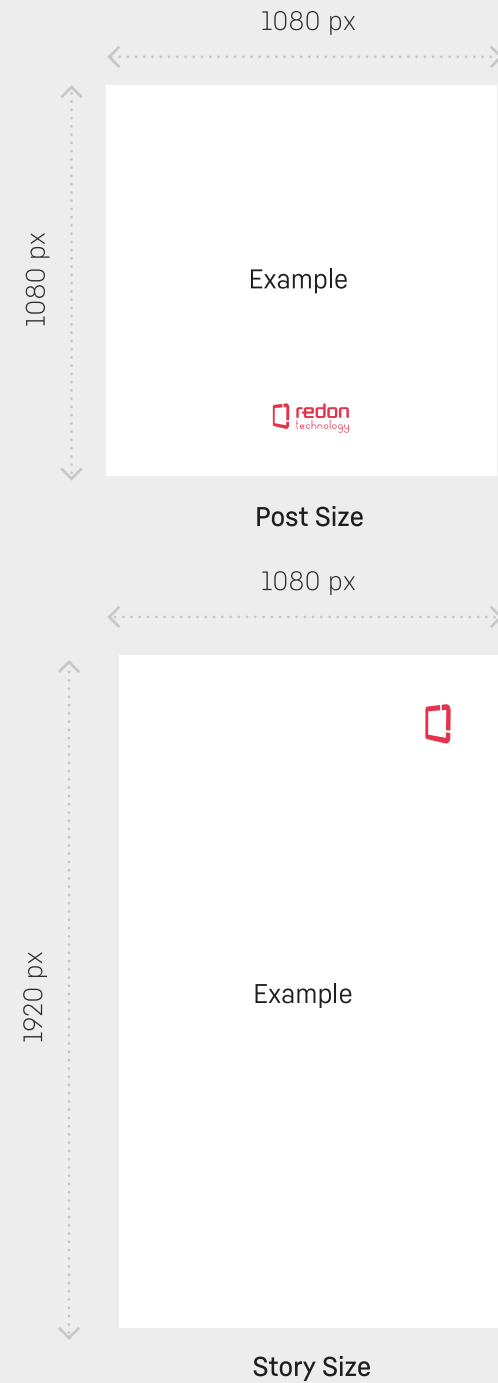 1080 px
1080 px
Example
redon
technology
Post Size
1080 px
1920 px
Example
Story Size